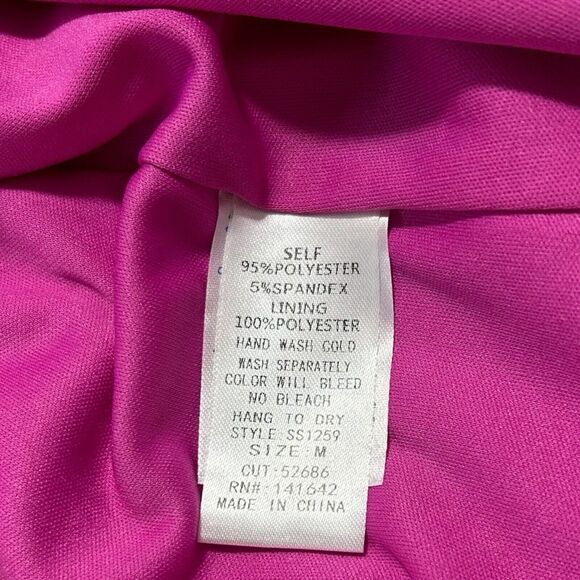 SELF
95%POLYESTER
5%SPANDEX
LINING
100%POLYESTER
HAND WASH COLD
WASH SEPARATELY
COLOR WILL BLEED
NO BLEACH
HANG TO DRY
STYLE:SS1259
SIZE:M
CUT:52686
RN#:141642
MADE IN CHINA